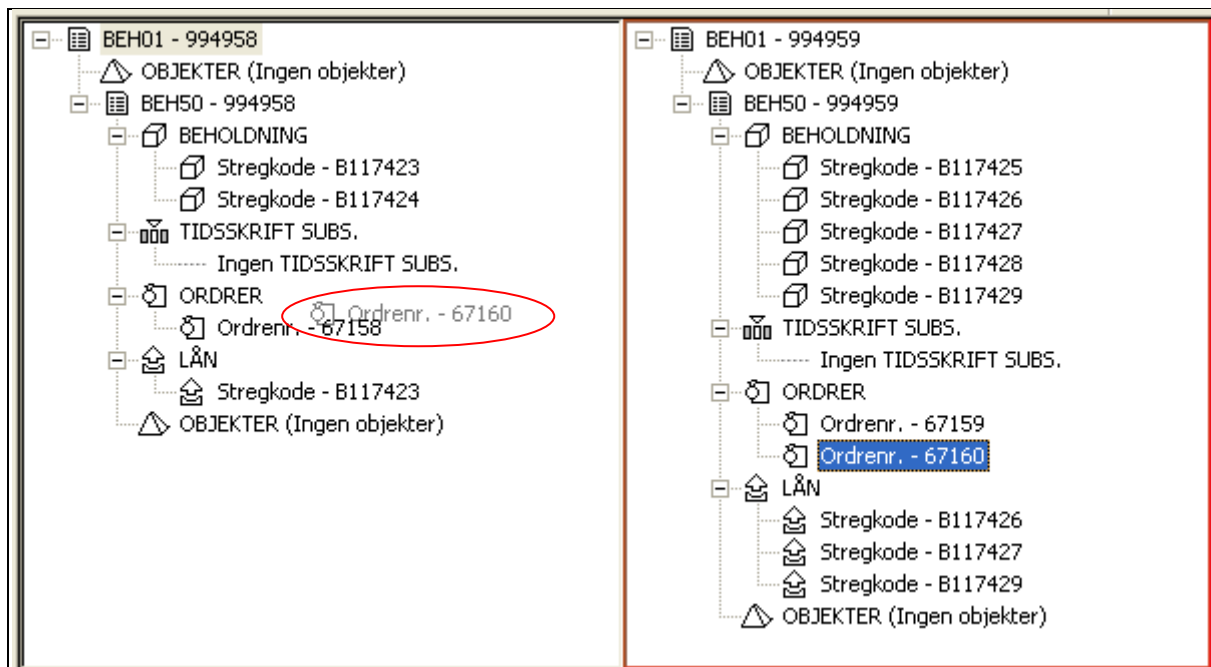 BEH01 - 994958
OBJEKTER (Ingen objekter)
BEH50 - 994958
BEHOLDNING
Stregkode - B117423
Stregkode - B117424
TIDSSKRIFT SUBS.
Ingen TIDSSKRIFT SUBS.
ORDRER
Ordrenr. - 67160
Ordrenr. - 67158
LÅN
Stregkode - B117423
OBJEKTER (Ingen objekter)
BEH01 - 994959
OBJEKTER (Ingen objekter)
BEH50 - 994959
BEHOLDNING
Stregkode - B117425
Stregkode - B117426
Stregkode - B117427
Stregkode - B117428
Stregkode - B117429
TIDSSKRIFT SUBS.
Ingen TIDSSKRIFT SUBS.
ORDRER
Ordrenr. - 67159
Ordrenr. - 67160
LÅN
Stregkode - B117426
Stregkode - B117427
Stregkode - B117429
OBJEKTER (Ingen objekter)